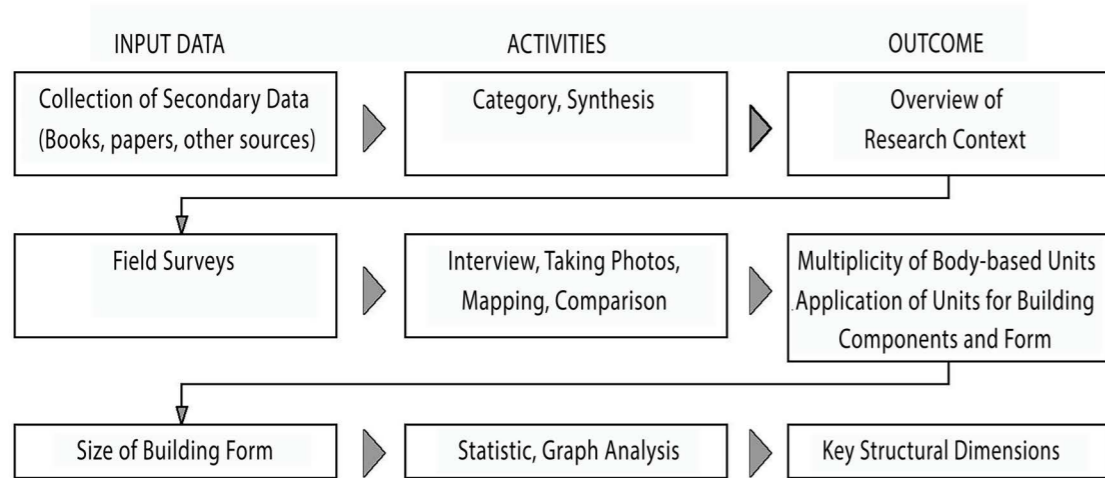 INPUT DATA
ACTIVITIES
OUTCOME
Collection of Secondary Data
(Books, papers, other sources)
Category, Synthesis
Overview of
Research Context
Field Surveys
Interview, Taking Photos,
Mapping, Comparison
Multiplicity of Body-based Units
Application of Units for Building
Components and Form
Size of Building Form
Statistic, Graph Analysis
Key Structural Dimensions